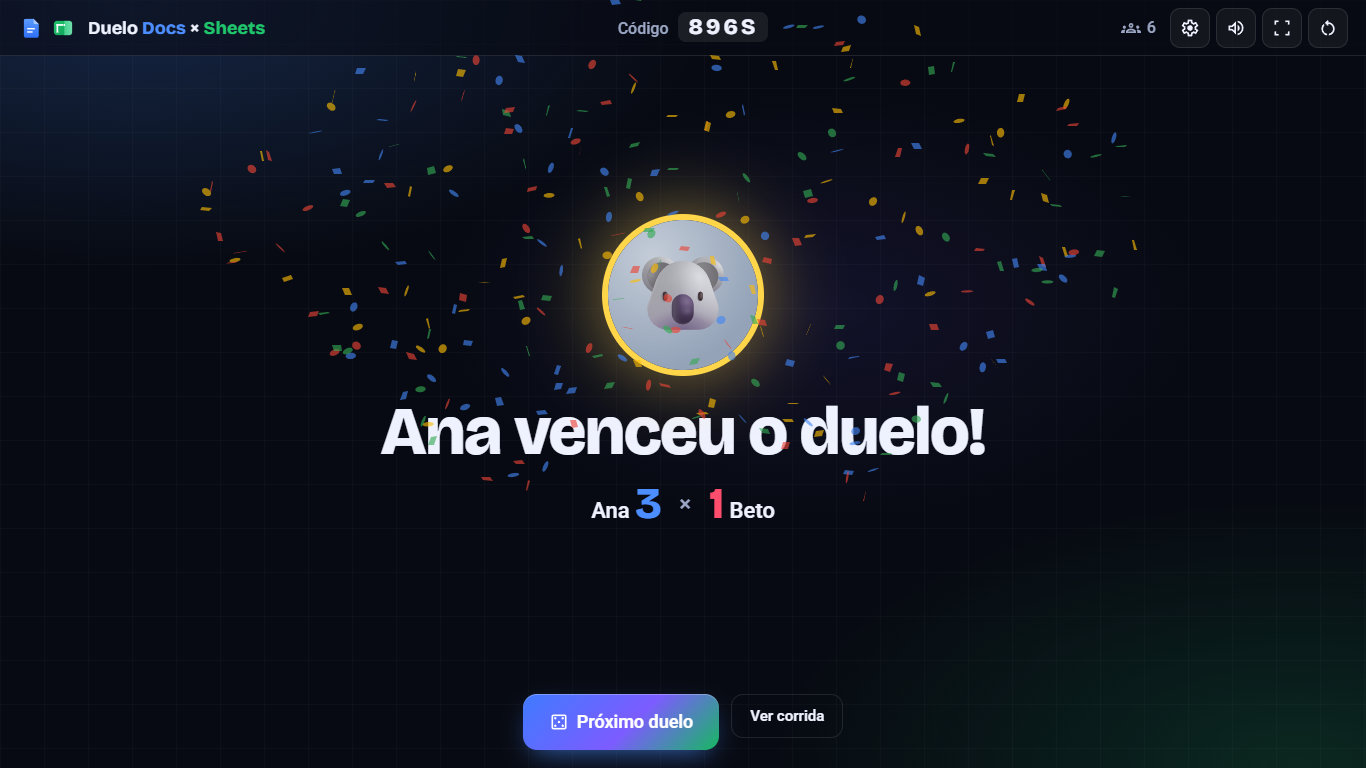 Duelo Docs × Sheets
Código 896S
6
Ana venceu o duelo!
Ana 3 × 1 Beto
Próximo duelo
Ver corrida